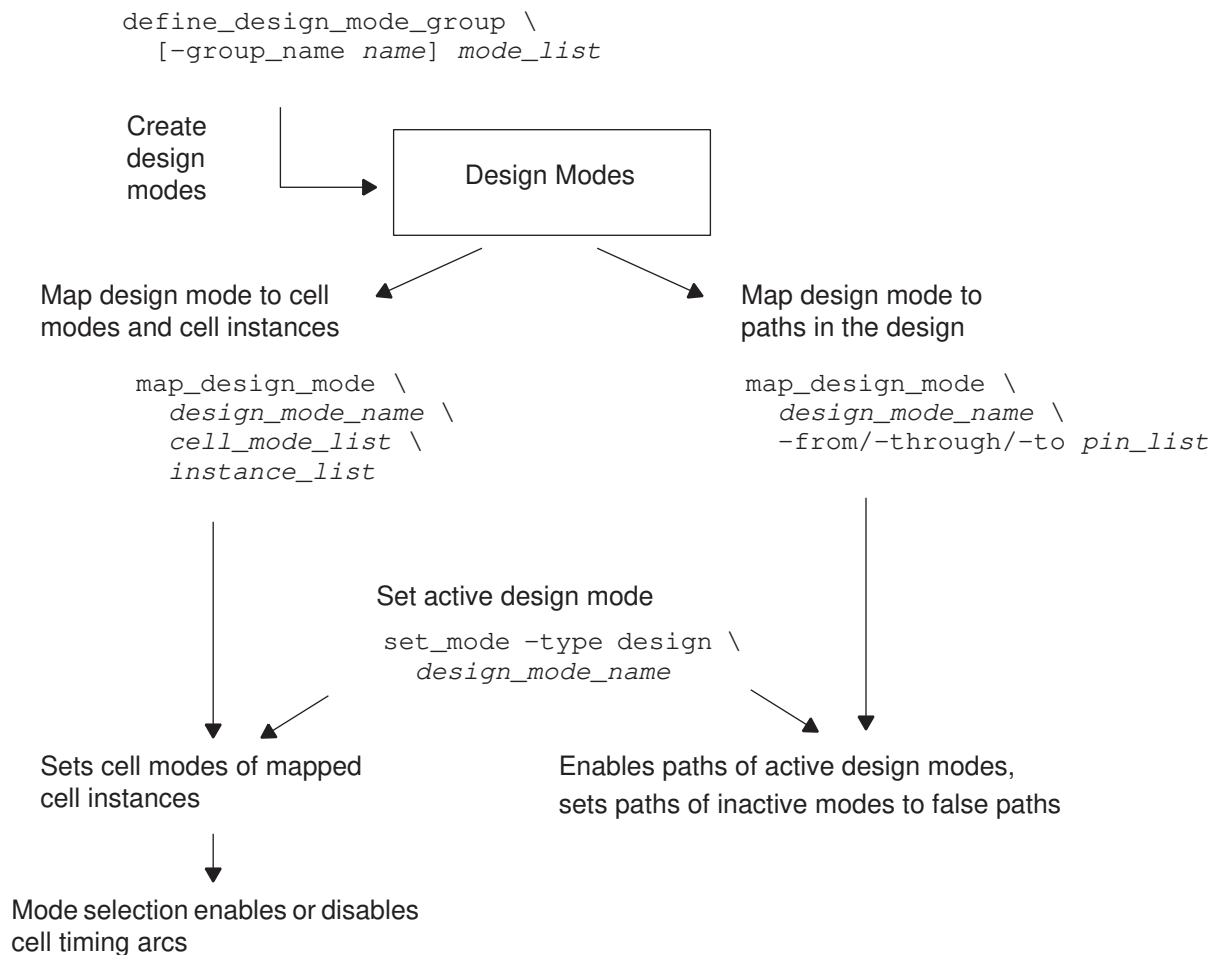 define_design_mode_group \
[-group_name name] mode_list
Create
design
modes
Design Modes
Map design mode to cell
modes and cell instances
map_design_mode \
design_mode_name \
cell_mode_list \
instance_list
Map design mode to
paths in the design
map_design_mode \
design_mode_name \
-from/-through/-to pin_list
Set active design mode
set_mode -type design \
design_mode_name
Sets cell modes of mapped
cell instances
Enables paths of active design modes,
sets paths of inactive modes to false paths
Mode selection enables or disables
cell timing arcs